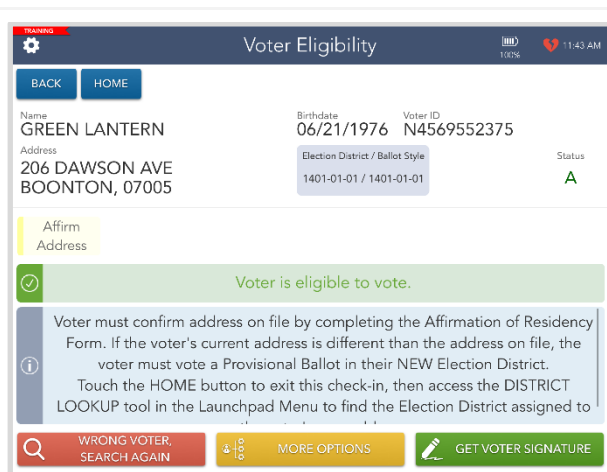 TRAINING
Voter Eligibility
100%
11:43 AM
BACK
HOME
Name
GREEN LANTERN
Birthdate
06/21/1976
Voter ID
N4569552375
Address
206 DAWSON AVE
BOONTON, 07005
Election District / Ballot Style
1401-01-01 / 1401-01-01
Status
A
Affirm
Address
Voter is eligible to vote.
Voter must confirm address on file by completing the Affirmation of Residency
Form. If the voter's current address is different than the address on file, the
voter must vote a Provisional Ballot in their NEW Election District.
Touch the HOME button to exit this check-in, then access the DISTRICT
LOOKUP tool in the Launchpad Menu to find the Election District assigned to
WRONG VOTER,
SEARCH AGAIN
MORE OPTIONS
GET VOTER SIGNATURE